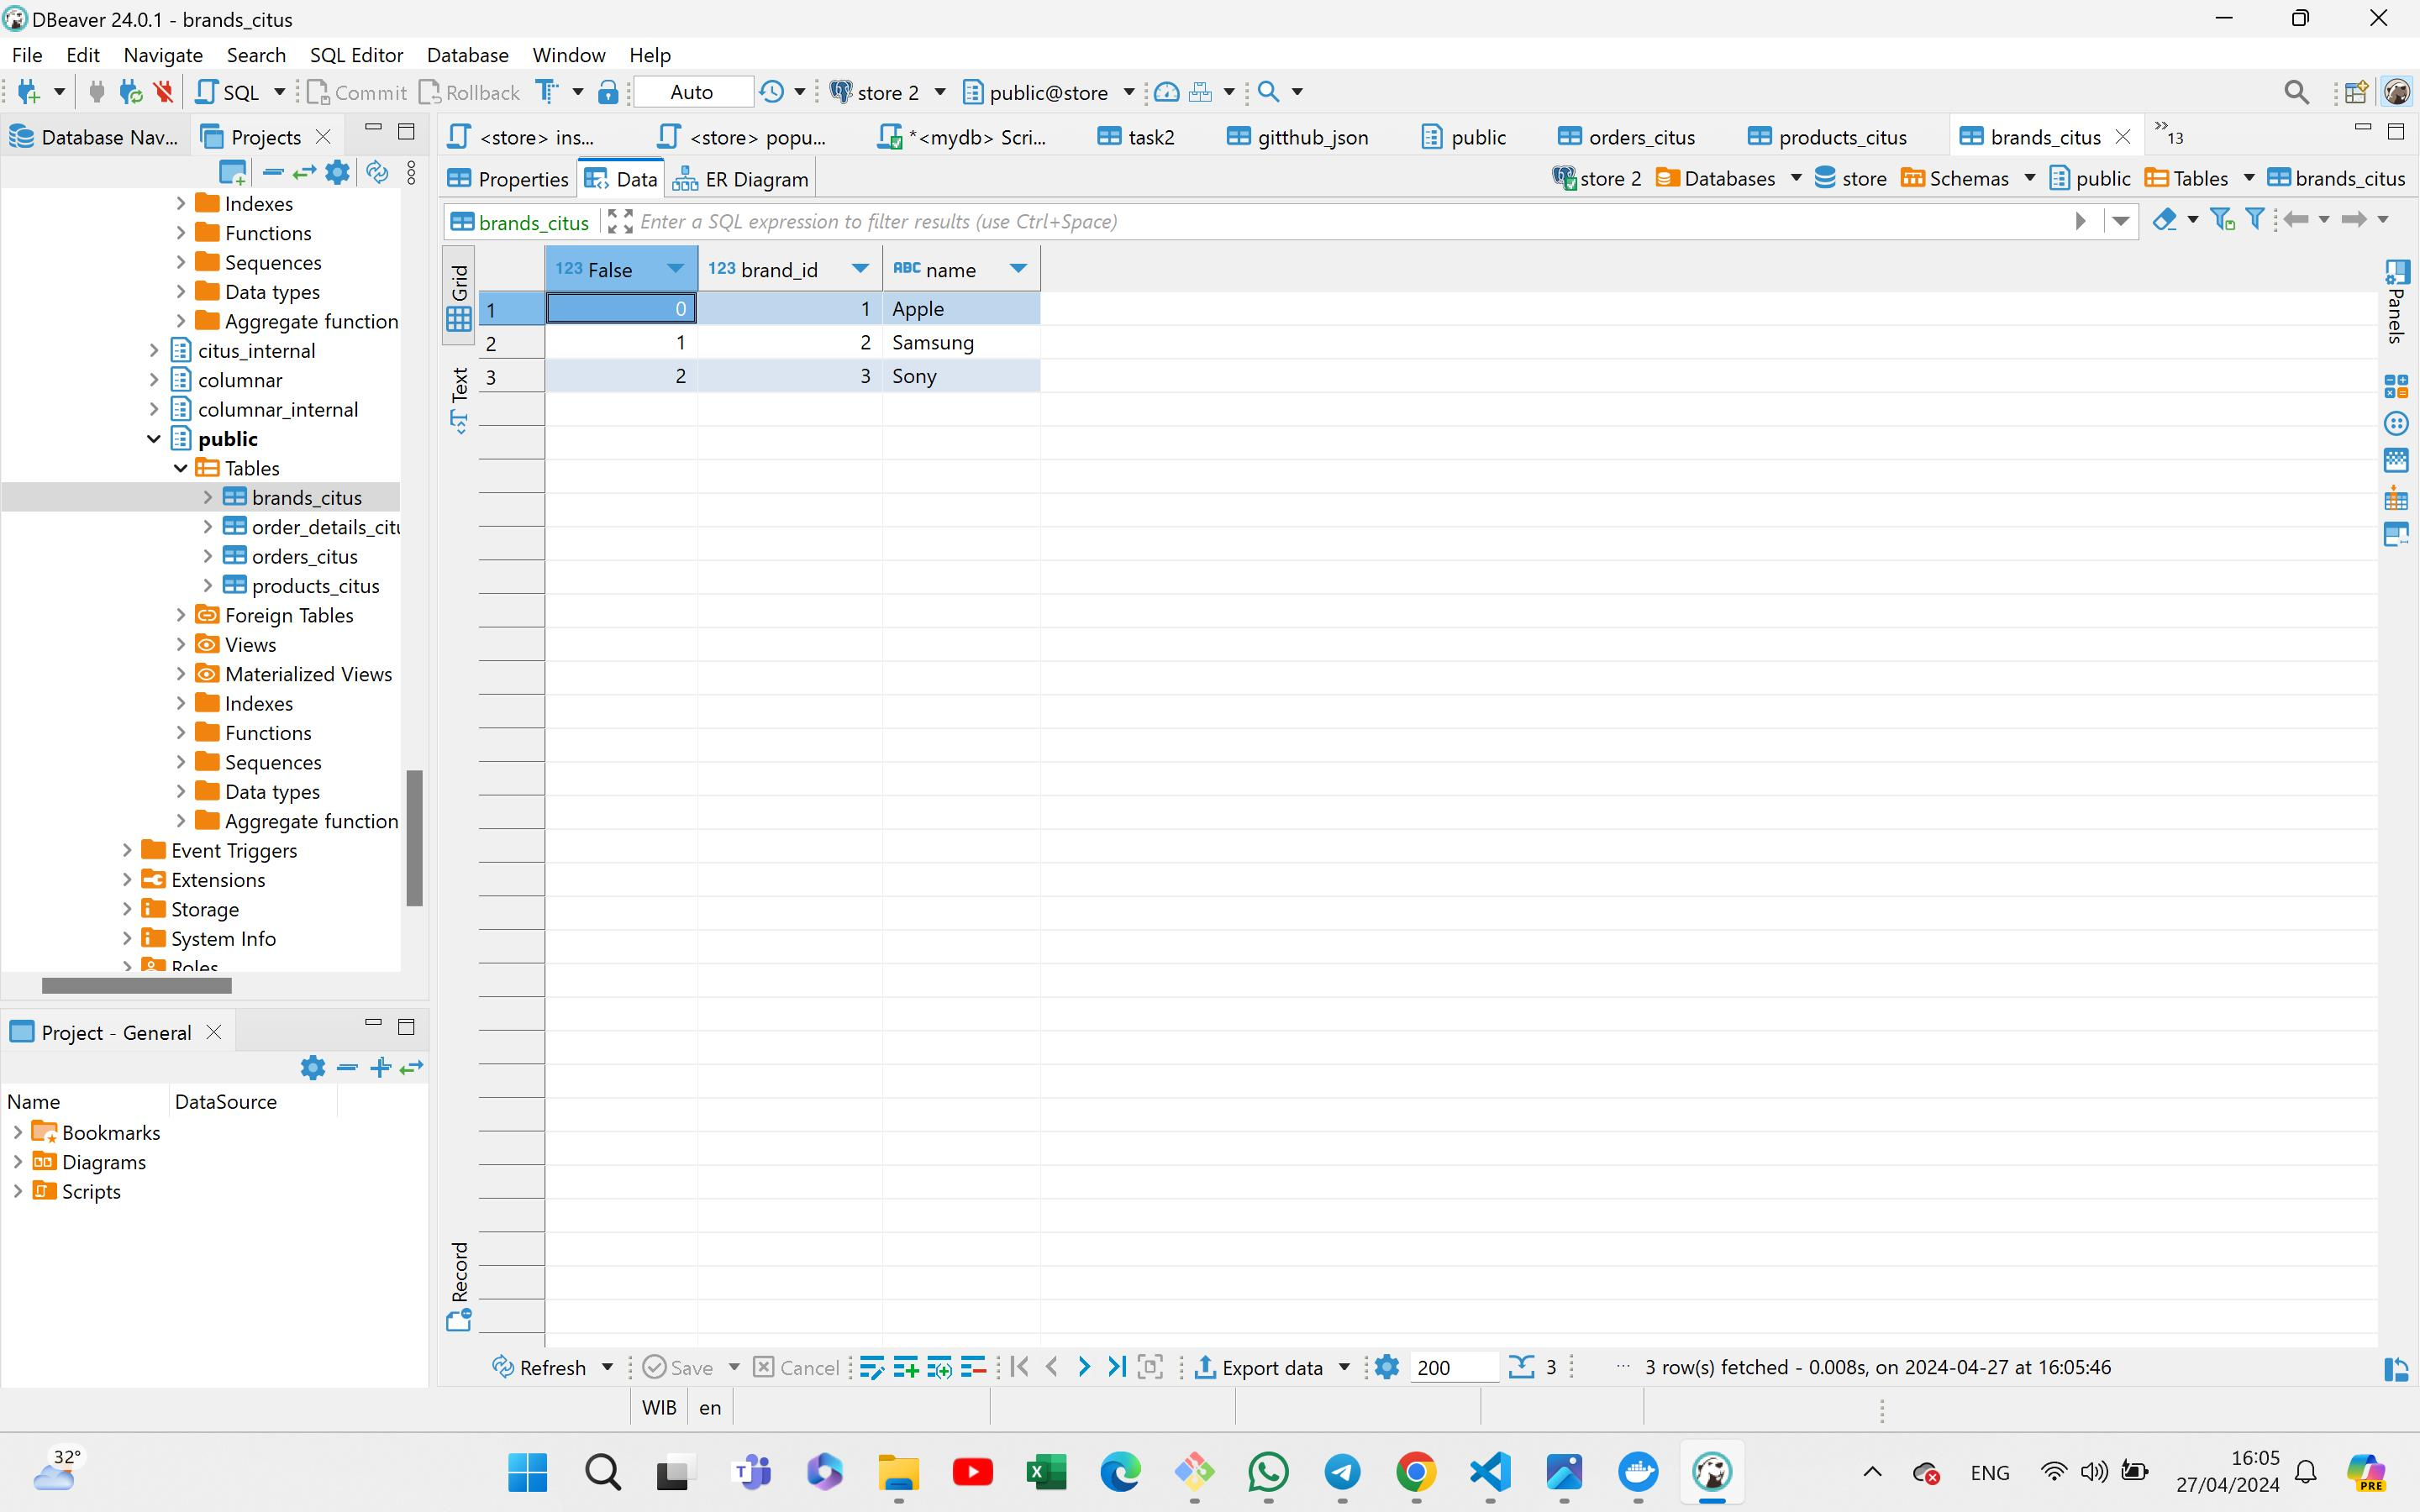 DBeaver 24.0.1 - brands_citus
File Edit Navigate Search SQL Editor Database Window Help
SQL Commit Rollback Auto store 2 public@store
Database Nav... Projects
<store> ins... <store> popu... *<mydb> Scri... task2 gitthub_json public orders_citus products_citus brands_citus »13
Properties Data ER Diagram
store 2 Databases store Schemas public Tables brands_citus
brands_citus Enter a SQL expression to filter results (use Ctrl+Space)
Indexes
Functions
Sequences
Data types
Aggregate function
citus_internal
columnar
columnar_internal
public
Tables
brands_citus
order_details_citu
orders_citus
products_citus
Foreign Tables
Views
Materialized Views
Indexes
Functions
Sequences
Data types
Aggregate function
Event Triggers
Extensions
Storage
System Info
Roles
Grid
Text
Record
123 False 123 brand_id ABC name
1 0 1 Apple
2 1 2 Samsung
3 2 3 Sony
Panels
Project - General
Name DataSource
Bookmarks
Diagrams
Scripts
Refresh Save Cancel Export data 200 3 ... 3 row(s) fetched - 0.008s, on 2024-04-27 at 16:05:46
WIB en
32°
ENG
16:05
27/04/2024
PRE